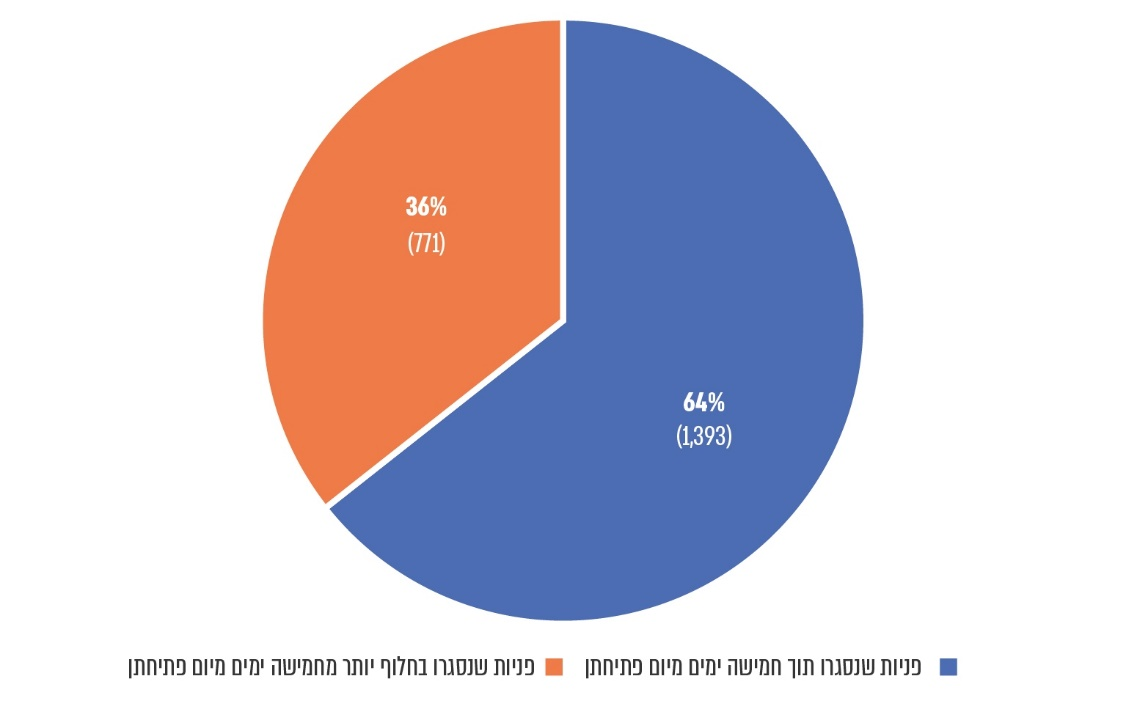 36%
(771)
64%
(1,393)
פניות שנסגרו תוך חמישה ימים מיום פתיחתן
פניות שנסגרו בחלוף יותר מחמישה ימים מיום פתיחתן